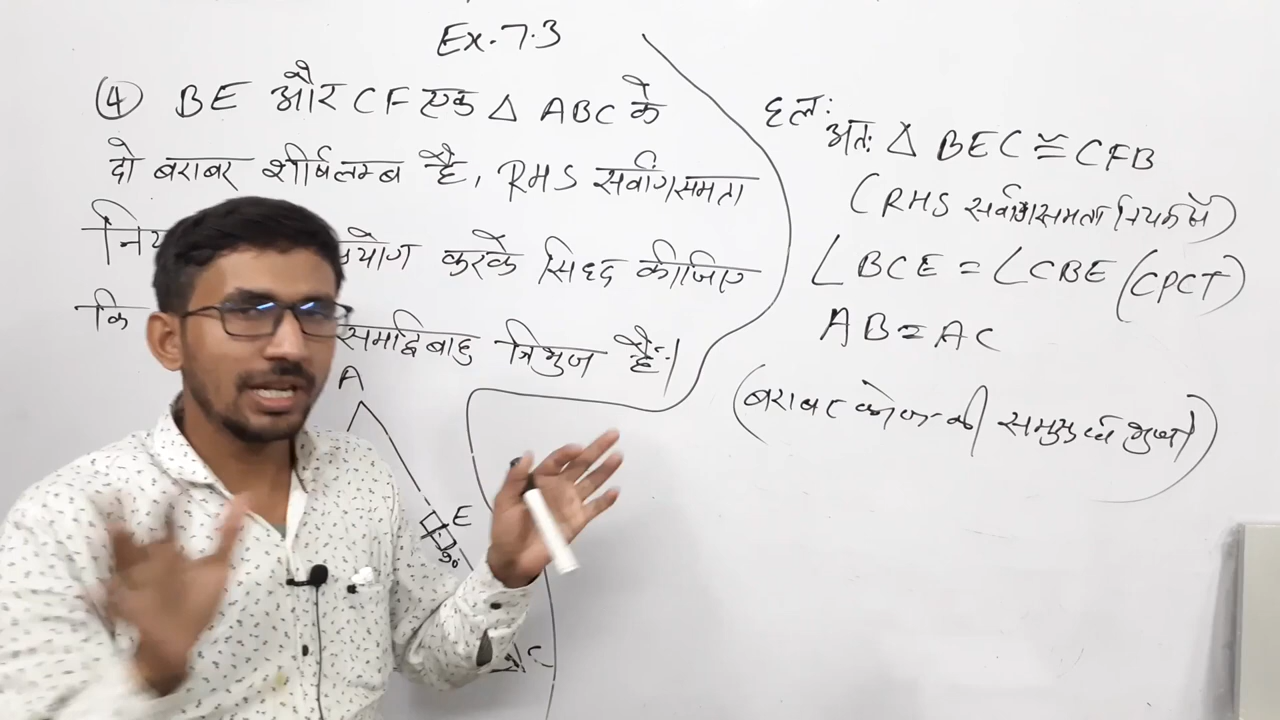 Ex. 7.3
④ BE और CF एक △ ABC के
दो बराबर शीर्षलम्ब है, RHS सर्वांगसमता
करके सिध्द कीजिए
कि समद्विबाहु त्रिभुज है।
A
E
90°
C
हल:
अतः △ BEC ≅ CFB
(RHS सर्वांगसमता नियम से)
∠BCE = ∠CBE (CPCT)
AB = AC
(बराबर कोण की सम्मुख भुजा)